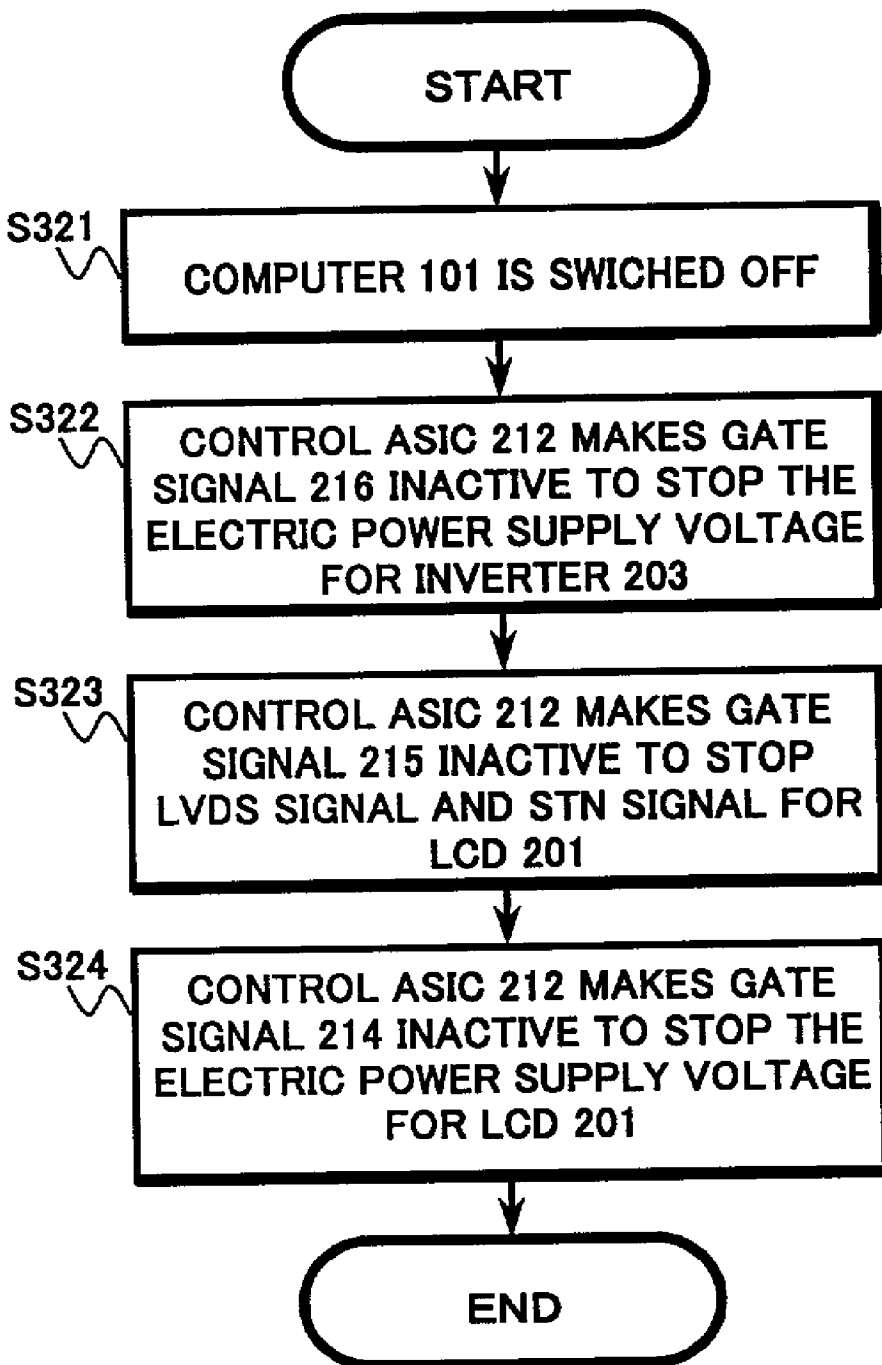 START
S321
COMPUTER 101 IS SWICHED OFF
S322
CONTROL ASIC 212 MAKES GATE
SIGNAL 216 INACTIVE TO STOP THE
ELECTRIC POWER SUPPLY VOLTAGE
FOR INVERTER 203
S323
CONTROL ASIC 212 MAKES GATE
SIGNAL 215 INACTIVE TO STOP
LVDS SIGNAL AND STN SIGNAL FOR
LCD 201
S324
CONTROL ASIC 212 MAKES GATE
SIGNAL 214 INACTIVE TO STOP THE
ELECTRIC POWER SUPPLY VOLTAGE
FOR LCD 201
END